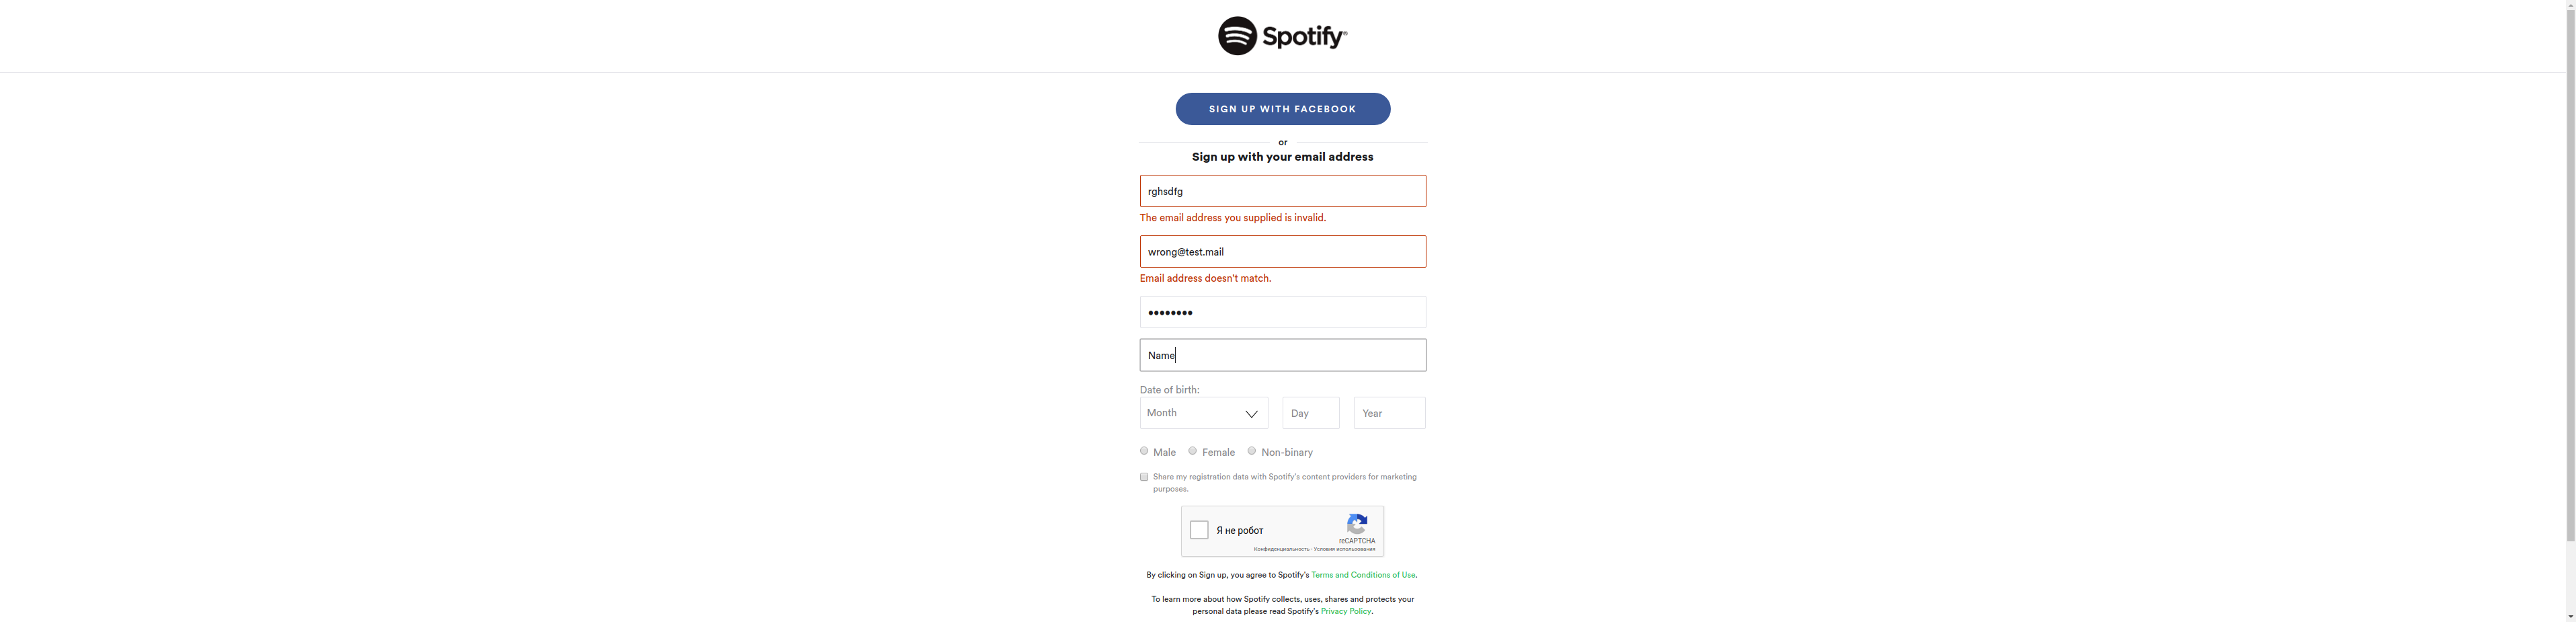 Spotify®
SIGN UP WITH FACEBOOK
or
Sign up with your email address
rghsdfg
The email address you supplied is invalid.
wrong@test.mail
Email address doesn't match.
••••••••
Name
Date of birth:
Month Day Year
Male Female Non-binary
Share my registration data with Spotify's content providers for marketing
purposes.
Я не робот
reCAPTCHA
Конфиденциальность - Условия использования
By clicking on Sign up, you agree to Spotify's Terms and Conditions of Use.
To learn more about how Spotify collects, uses, shares and protects your
personal data please read Spotify's Privacy Policy.